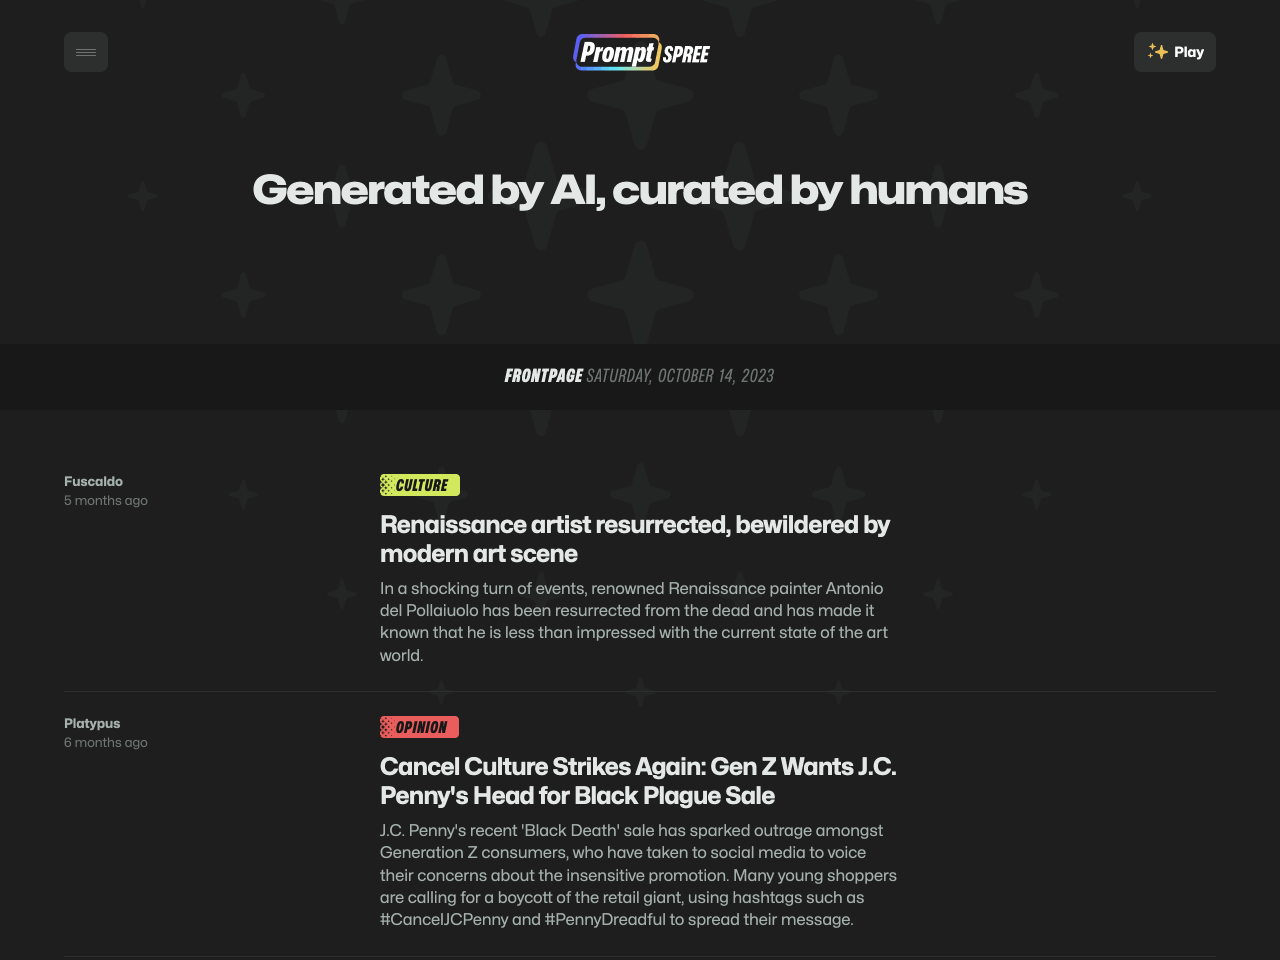 Prompt SPREE
Play
Generated by AI, curated by humans
FRONTPAGE SATURDAY, OCTOBER 14, 2023
Fuscaldo
5 months ago
CULTURE
Renaissance artist resurrected, bewildered by
modern art scene
In a shocking turn of events, renowned Renaissance painter Antonio
del Pollaiuolo has been resurrected from the dead and has made it
known that he is less than impressed with the current state of the art
world.
Platypus
6 months ago
OPINION
Cancel Culture Strikes Again: Gen Z Wants J.C.
Penny's Head for Black Plague Sale
J.C. Penny's recent 'Black Death' sale has sparked outrage amongst
Generation Z consumers, who have taken to social media to voice
their concerns about the insensitive promotion. Many young shoppers
are calling for a boycott of the retail giant, using hashtags such as
#CancelJCPenny and #PennyDreadful to spread their message.